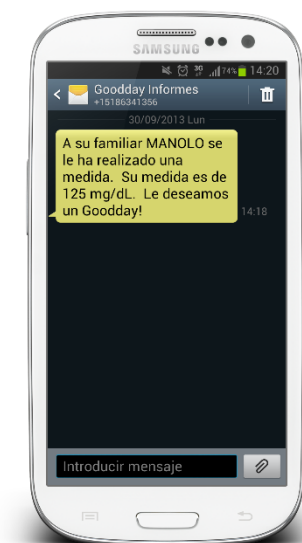 SAMSUNG
3G 74% 14:20
Goodday Informes
+15186341356
30/09/2013 Lun
A su familiar MANOLO se
le ha realizado una
medida. Su medida es de
125 mg/dL. Le deseamos
un Goodday!
14:18
Introducir mensaje